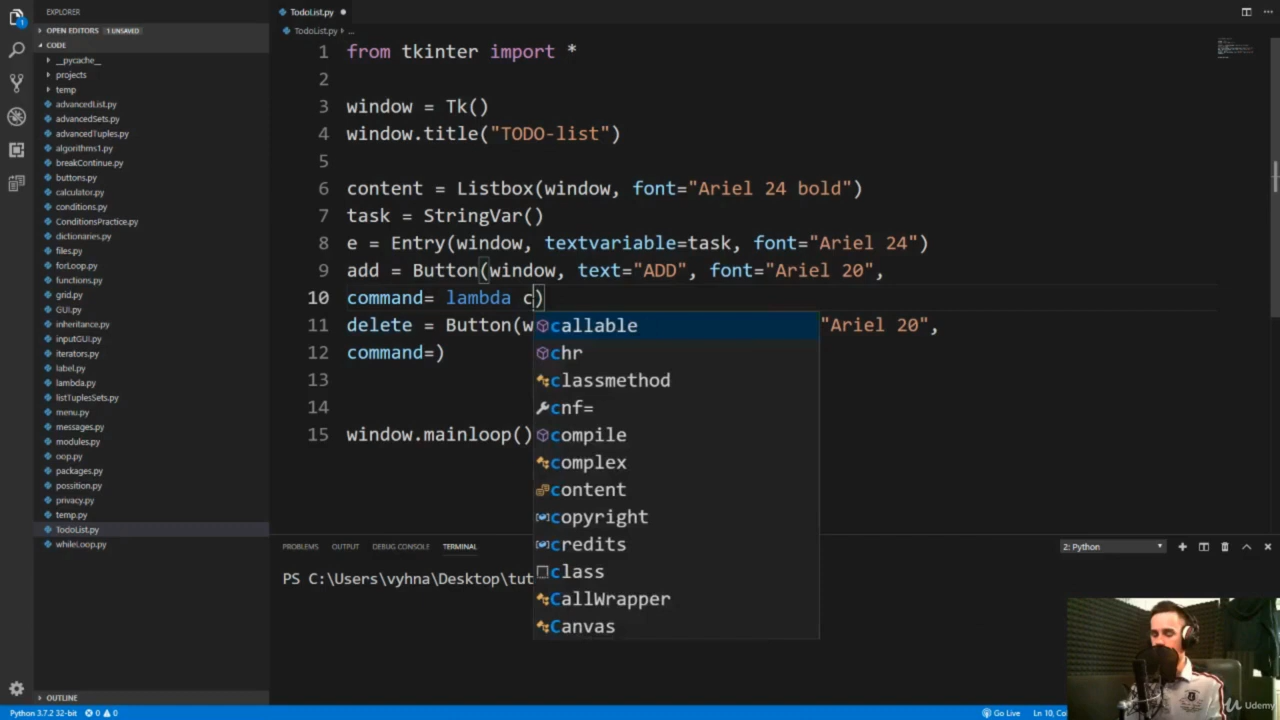 EXPLORER
OPEN EDITORS 1 UNSAVED
CODE
__pycache__
projects
temp
advancedList.py
advancedSets.py
advancedTuples.py
algorithms1.py
breakContinue.py
buttons.py
calculator.py
conditions.py
ConditionsPractice.py
dictionaries.py
files.py
forLoop.py
functions.py
grid.py
GUI.py
inheritance.py
inputGUI.py
iterators.py
label.py
lambda.py
listTuplesSets.py
menu.py
messages.py
modules.py
oop.py
packages.py
possition.py
privacy.py
temp.py
TodoList.py
whileLoop.py
OUTLINE
TodoList.py
TodoList.py ...
1 from tkinter import *
2
3 window = Tk()
4 window.title("TODO-list")
5
6 content = Listbox(window, font="Ariel 24 bold")
7 task = StringVar()
8 e = Entry(window, textvariable=task, font="Ariel 24")
9 add = Button(window, text="ADD", font="Ariel 20",
10 command= lambda c)
11 delete = Button(w "Ariel 20",
12 command=)
13
14
15 window.mainloop()
callable
chr
classmethod
cnf=
compile
complex
content
copyright
credits
class
CallWrapper
Canvas
PROBLEMS OUTPUT DEBUG CONSOLE TERMINAL 2: Python
PS C:\Users\vyhna\Desktop\tut
Udemy
1
Python 3.7.2 32-bit 0 0 Go Live Ln 10, Co